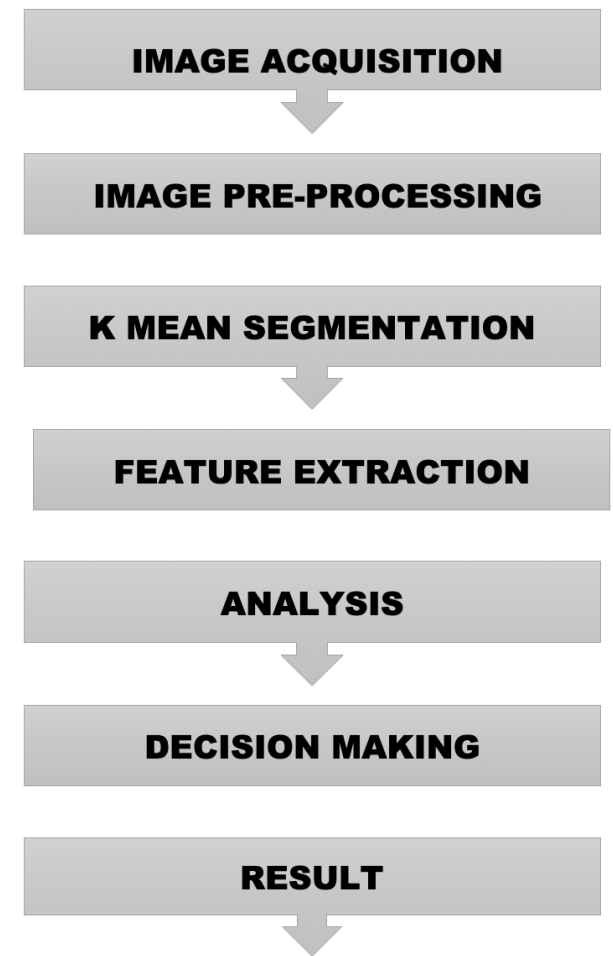 IMAGE ACQUISITION
IMAGE PRE-PROCESSING
K MEAN SEGMENTATION
FEATURE EXTRACTION
ANALYSIS
DECISION MAKING
RESULT